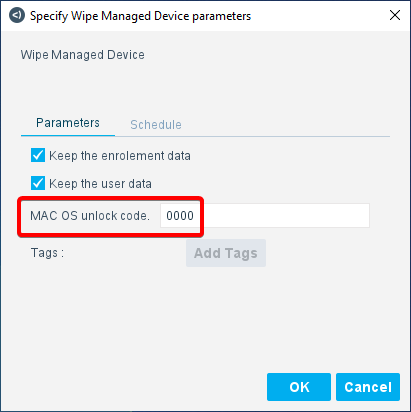 Specify Wipe Managed Device parameters
Wipe Managed Device
Parameters Schedule
Keep the enrolement data
Keep the user data
MAC OS unlock code. 0000
Tags : Add Tags
OK Cancel